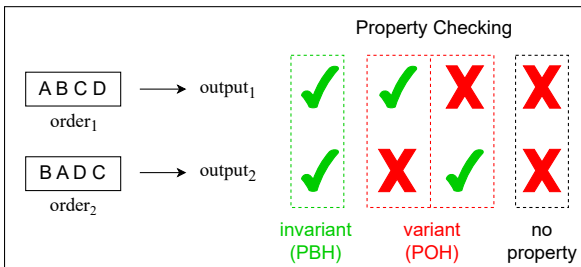 Property Checking
A B C D
output1
order1
B A D C
output2
order2
invariant
(PBH)
variant
(POH)
no
property